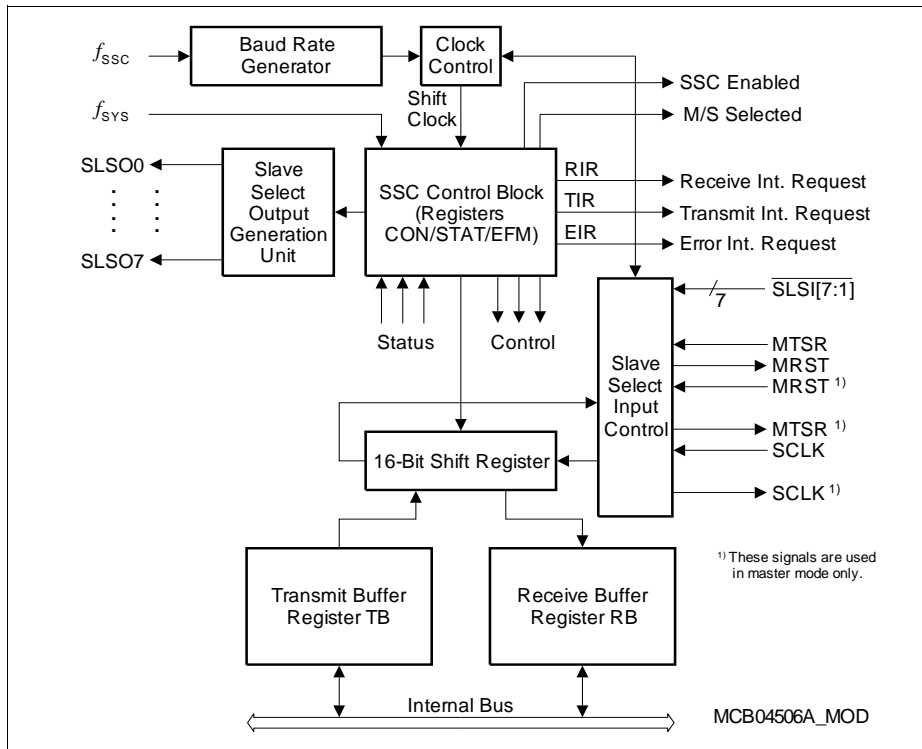 fSSC
Baud Rate
Generator
Clock
Control
SSC Enabled
Shift
Clock
fSYS
M/S Selected
SLSO0
SLSO7
Slave
Select
Output
Generation
Unit
SSC Control Block
(Registers
CON/STAT/EFM)
RIR
Receive Int. Request
TIR
Transmit Int. Request
EIR
Error Int. Request
7
SLSI[7:1]
Status
Control
Slave
Select
Input
Control
MTSR
MRST
MRST 1)
MTSR 1)
SCLK
SCLK 1)
16-Bit Shift Register
1) These signals are used
in master mode only.
Transmit Buffer
Register TB
Receive Buffer
Register RB
Internal Bus
MCB04506A_MOD